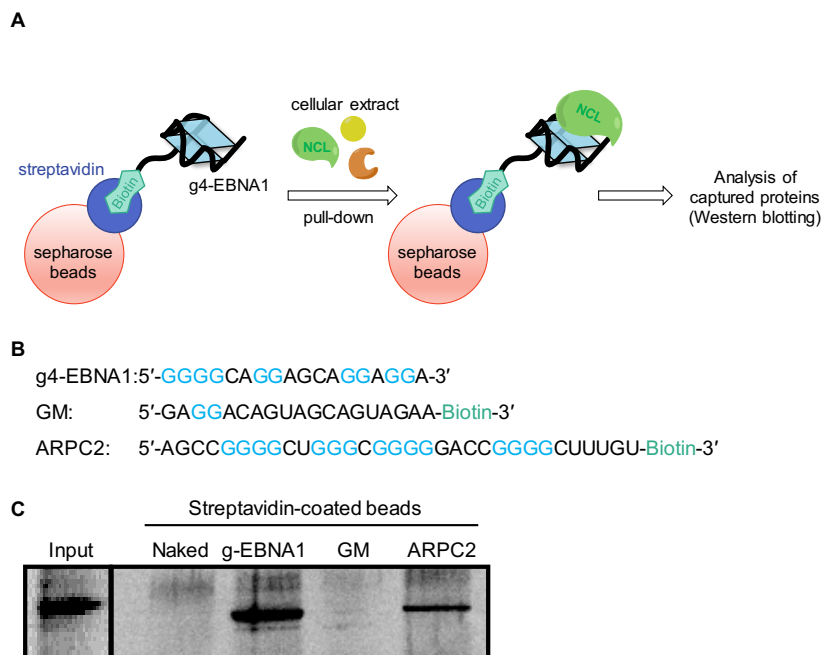 A
cellular extract
NCL
streptavidin
Biotin
g4-EBNA1
pull-down
sepharose
beads
NCL
Biotin
sepharose
beads
Analysis of
captured proteins
(Western blotting)
B
g4-EBNA1:5′-GGGGCAGGAGCAGGAGGA-3′
GM: 5′-GAGGACAGUAGCAGUAGAA-Biotin-3′
ARPC2: 5′-AGCCGGGGCUGGGCGGGGGACCGGGGCUUUGU-Biotin-3′
C
Streptavidin-coated beads
Input Naked g-EBNA1 GM ARPC2